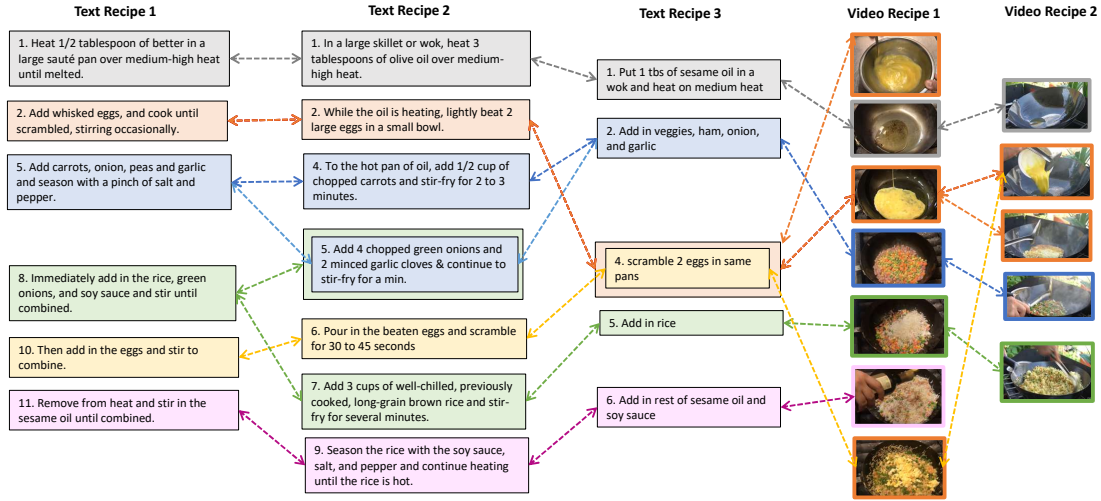 Text Recipe 1
1. Heat 1/2 tablespoon of better in a
large sauté pan over medium-high heat
until melted.
2. Add whisked eggs, and cook until
scrambled, stirring occasionally.
5. Add carrots, onion, peas and garlic
and season with a pinch of salt and
pepper.
8. Immediately add in the rice, green
onions, and soy sauce and stir until
combined.
10. Then add in the eggs and stir to
combine.
11. Remove from heat and stir in the
sesame oil until combined.
Text Recipe 2
1. In a large skillet or wok, heat 3
tablespoons of olive oil over medium-
high heat.
2. While the oil is heating, lightly beat 2
large eggs in a small bowl.
4. To the hot pan of oil, add 1/2 cup of
chopped carrots and stir-fry for 2 to 3
minutes.
5. Add 4 chopped green onions and
2 minced garlic cloves & continue to
stir-fry for a min.
6. Pour in the beaten eggs and scramble
for 30 to 45 seconds
7. Add 3 cups of well-chilled, previously
cooked, long-grain brown rice and stir-
fry for several minutes.
9. Season the rice with the soy sauce,
salt, and pepper and continue heating
until the rice is hot.
Text Recipe 3
1. Put 1 tbs of sesame oil in a
wok and heat on medium heat
2. Add in veggies, ham, onion,
and garlic
4. scramble 2 eggs in same
pans
5. Add in rice
6. Add in rest of sesame oil and
soy sauce
Video Recipe 1
Video Recipe 2